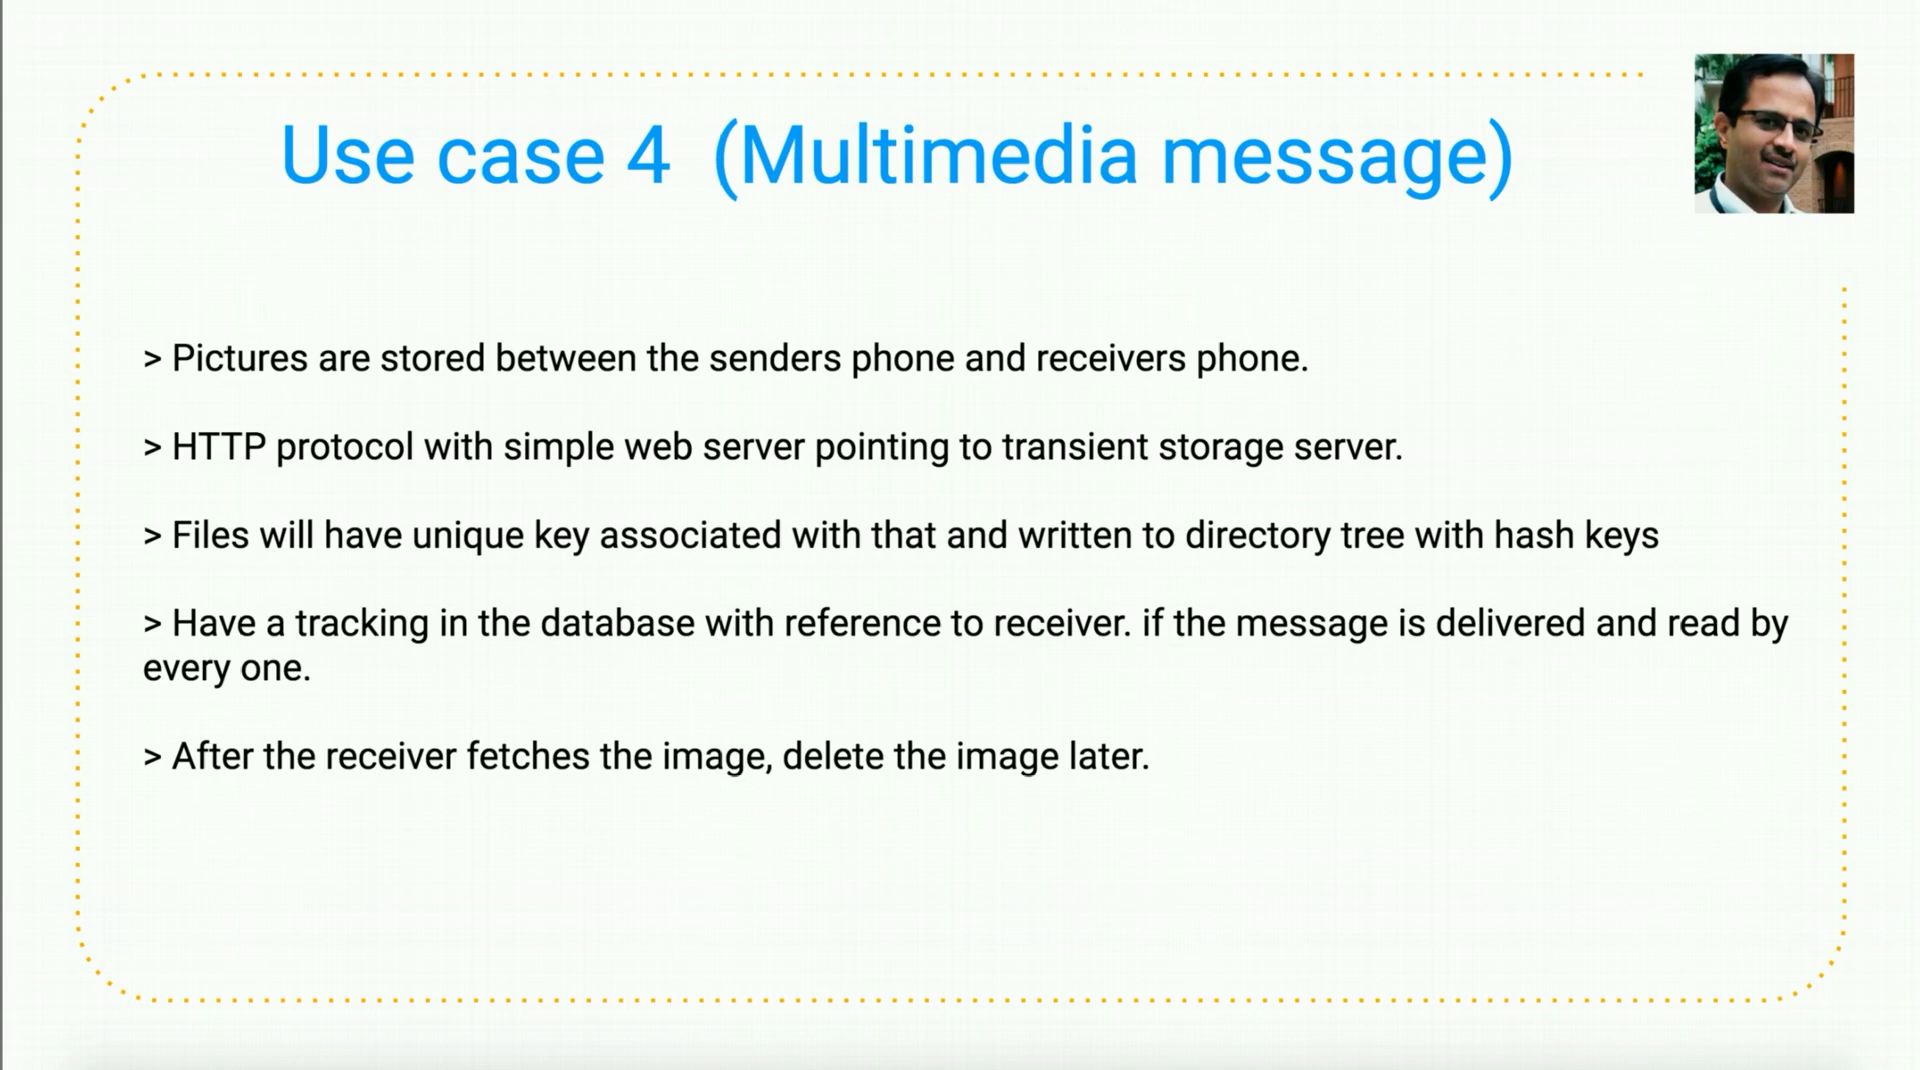 Use case 4  (Multimedia message)
> Pictures are stored between the senders phone and receivers phone.
> HTTP protocol with simple web server pointing to transient storage server.
> Files will have unique key associated with that and written to directory tree with hash keys
> Have a tracking in the database with reference to receiver. if the message is delivered and read by
every one.
> After the receiver fetches the image, delete the image later.